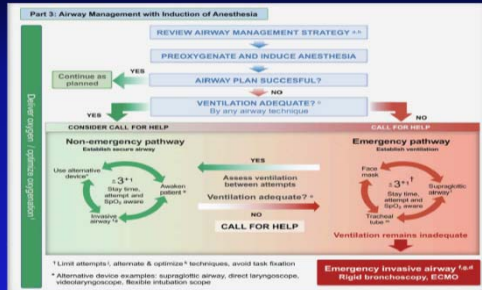 Part 3: Airway Management with Induction of Anesthesia
REVIEW AIRWAY MANAGEMENT STRATEGY
PREOXYGENATE AND INDUCE ANESTHESIA
YES
Continue as planned
AIRWAY PLAN SUCCESFUL?
NO
YES
VENTILATION ADEQUATE?
By any airway technique
NO
Deliver oxygen / optimize oxygenation
CONSIDER CALL FOR HELP
CALL FOR HELP
Non-emergency pathway
Establish secure airway
Emergency pathway
Establish ventilation
Use alternative
device
Awaken
patient
Invasive
airway
Stay time,
attempt and
SpO₂ aware
YES
Assess ventilation
between attempts
Ventilation adequate?
NO
CALL FOR HELP
Face
mask
Supraglottic
airway
Tracheal
tube
Stay time,
attempt and
SpO₂ aware
Ventilation remains inadequate
Emergency invasive airway
Rigid bronchoscopy, ECMO
Limit attempts, alternate & optimize techniques, avoid task fixation
Alternative device examples: supraglottic airway, direct laryngoscope,
videolaryngoscope, flexible intubation scope